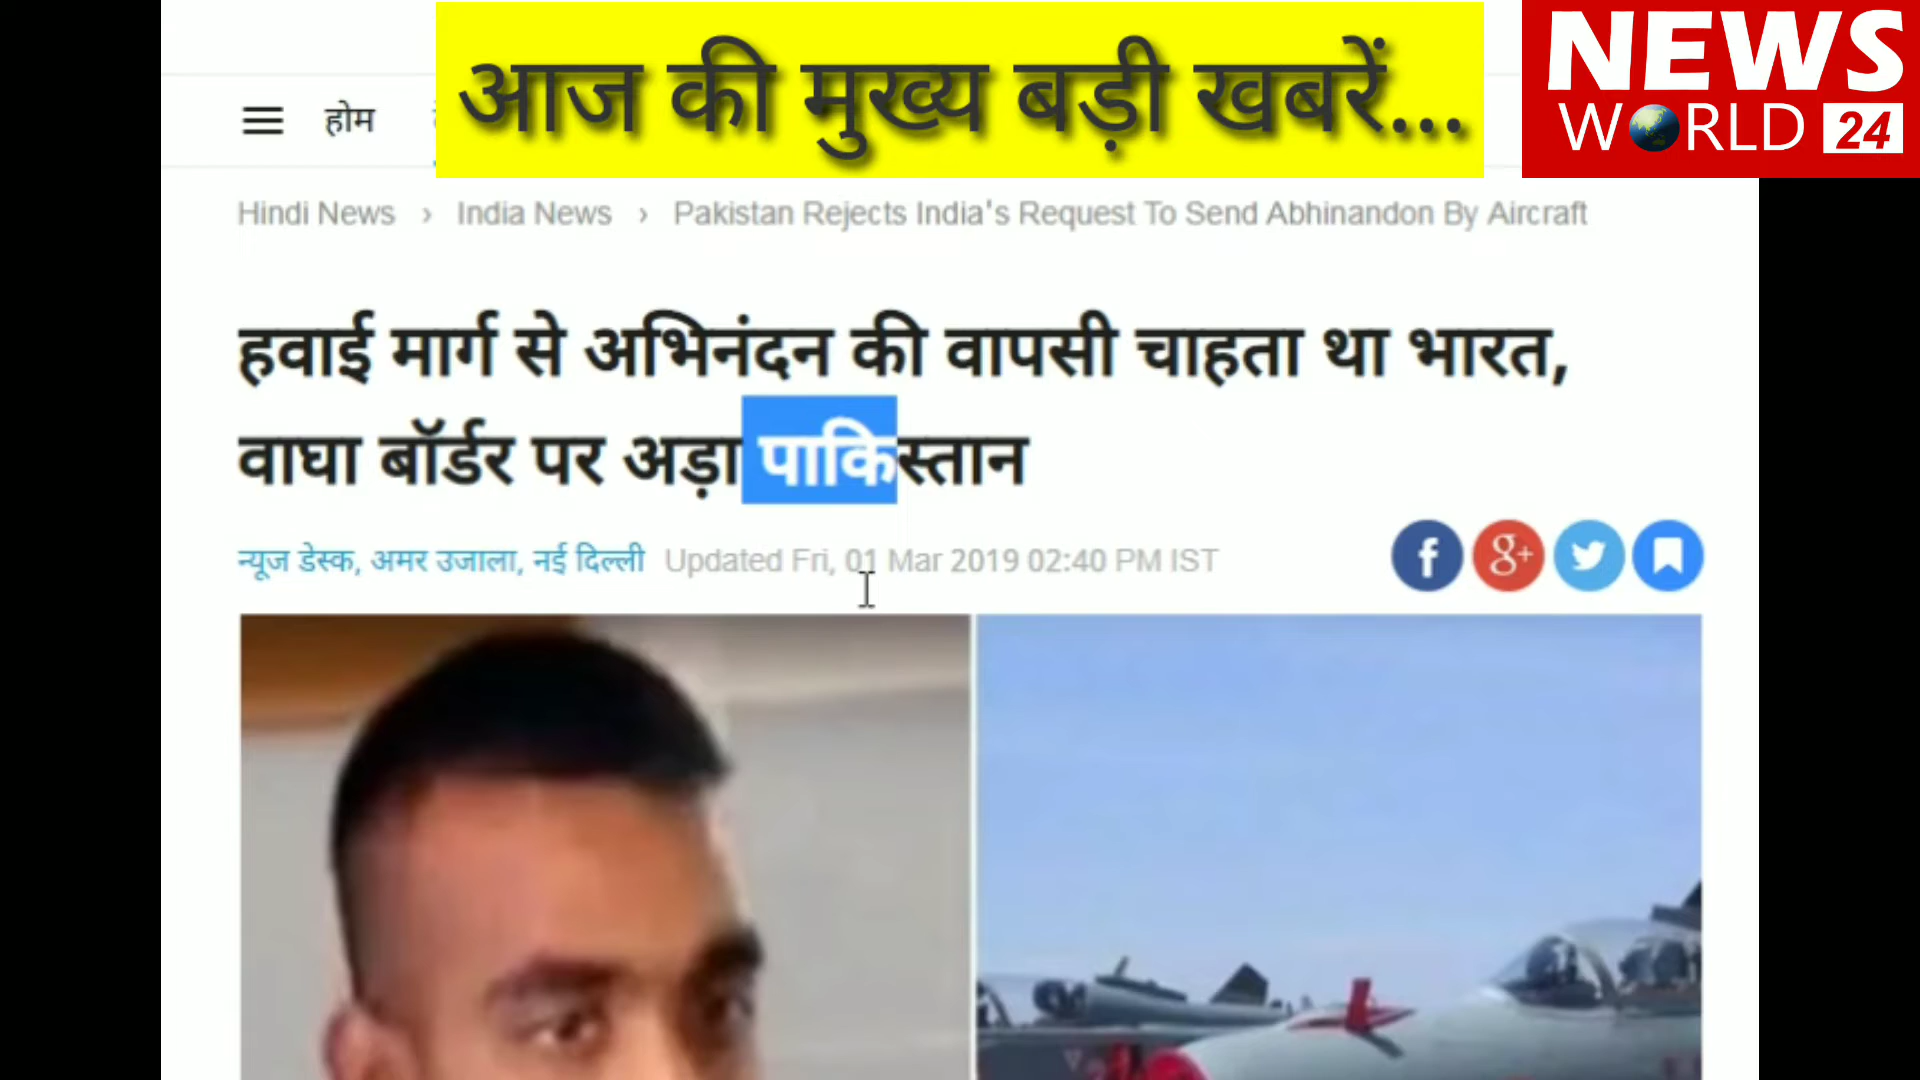 आज की मुख्य बड़ी खबरें...
NEWS
WORLD 24
होम
Hindi News › India News › Pakistan Rejects India's Request To Send Abhinandon By Aircraft
हवाई मार्ग से अभिनंदन की वापसी चाहता था भारत,
वाघा बॉर्डर पर अड़ा पाकिस्तान
न्यूज डेस्क, अमर उजाला, नई दिल्ली Updated Fri, 01 Mar 2019 02:40 PM IST
f 8+